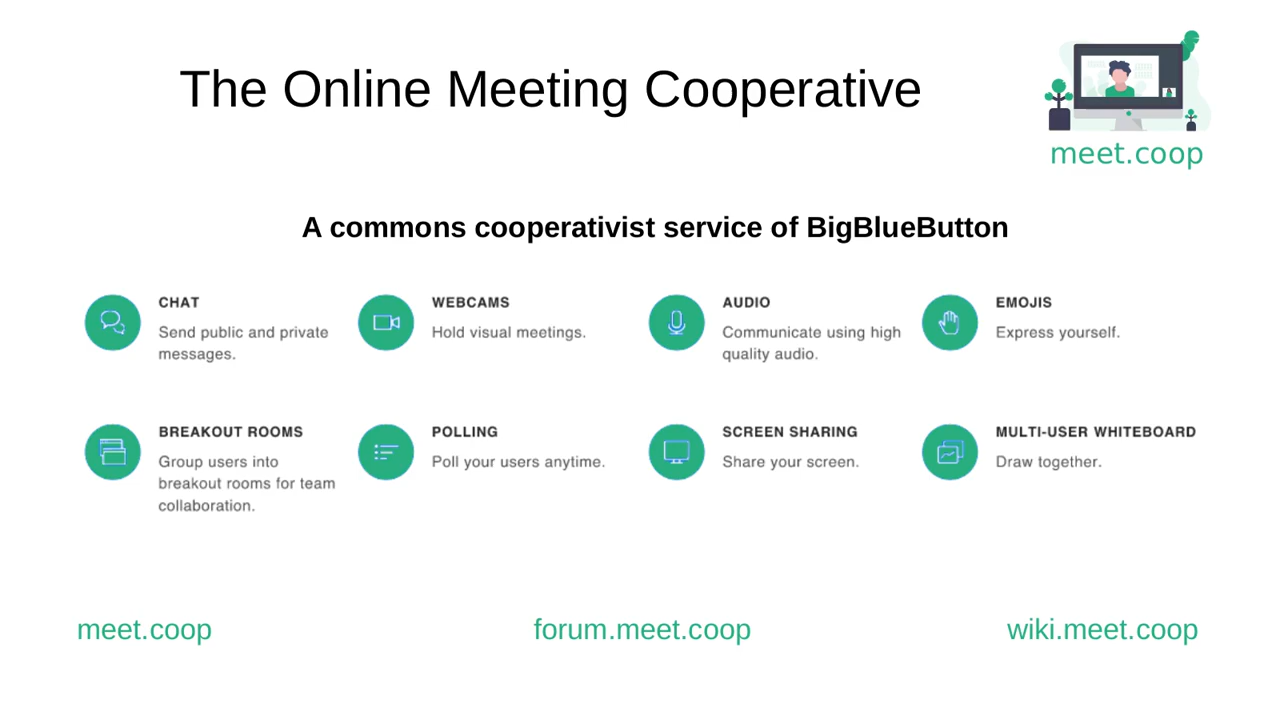 The Online Meeting Cooperative
meet.coop
A commons cooperativist service of BigBlueButton
CHAT
Send public and private
messages.
WEBCAMS
Hold visual meetings.
AUDIO
Communicate using high
quality audio.
EMOJIS
Express yourself.
BREAKOUT ROOMS
Group users into
breakout rooms for team
collaboration.
POLLING
Poll your users anytime.
SCREEN SHARING
Share your screen.
MULTI-USER WHITEBOARD
Draw together.
meet.coop
forum.meet.coop
wiki.meet.coop